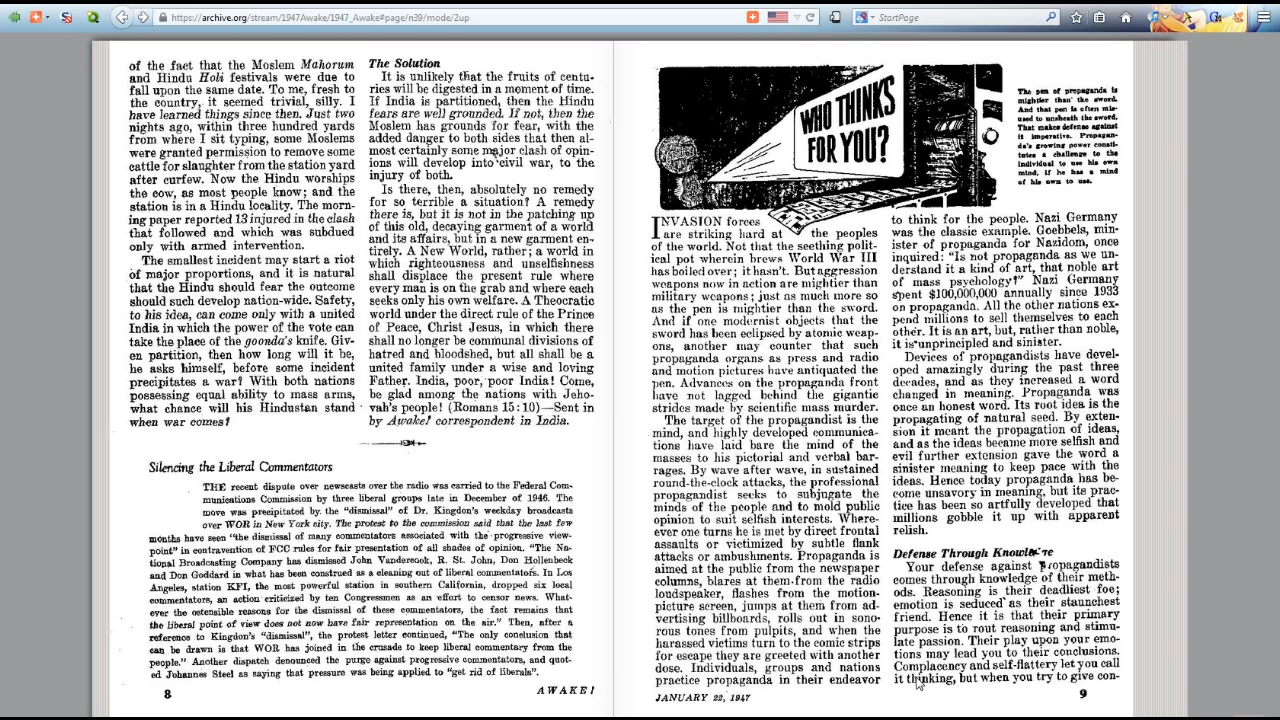 https://archive.org/stream/1947Awake/1947_Awake#page/n39/mode/2up
StartPage
of the fact that the Moslem Mahorum
and Hindu Holi festivals were due to
fall upon the same date. To me, fresh to
the country, it seemed trivial, silly. I
have learned things since then. Just two
nights ago, within three hundred yards
from where I sit typing, some Moslems
were granted permission to remove some
cattle for slaughter from the station yard
after curfew. Now the Hindu worships
the cow, as most people know; and the
station is in a Hindu locality. The morn-
ing paper reported 13 injured in the clash
that followed and which was subdued
only with armed intervention.
The smallest incident may start a riot
of major proportions, and it is natural
that the Hindu should fear the outcome
should such develop nation-wide. Safety,
to his idea, can come only with a united
India in which the power of the vote can
take the place of the goonda's knife. Giv-
en partition, then how long will it be,
he asks himself, before some incident
precipitates a war? With both nations
possessing equal ability to mass arms,
what chance will his Hindustan stand
when war comes?
The Solution
It is unlikely that the fruits of centu-
ries will be digested in a moment of time.
If India is partitioned, then the Hindu
fears are well grounded. If not, then the
Moslem has grounds for fear, with the
added danger to both sides that then al-
most certainly some major clash of opin-
ions will develop into civil war, to the
injury of both.
Is there, then, absolutely no remedy
for so terrible a situation? A remedy
there is, but it is not in the patching up
of this old, decaying garment of a world
and its affairs, but in a new garment en-
tirely. A New World, rather; a world in
which righteousness and unselfishness
shall displace the present rule where
every man is on the grab and where each
seeks only his own welfare. A Theocratic
world under the direct rule of the Prince
of Peace, Christ Jesus, in which there
shall no longer be communal divisions of
hatred and bloodshed, but all shall be a
united family under a wise and loving
Father. India, poor, poor India! Come,
be glad among the nations with Jeho-
vah's people! (Romans 15:10)—Sent in
by Awake! correspondent in India.
Silencing the Liberal Commentators
THE recent dispute over newscasts over the radio was carried to the Federal Com-
munications Commission by three liberal groups late in December of 1946. The
move was precipitated by the "dismissal" of Dr. Kingdon's weekday broadcasts
over WOR in New York city. The protest to the commission said that the last few
months have seen "the dismissal of many commentators associated with the progressive view-
point" in contravention of FCC rules for fair presentation of all shades of opinion. "The Na-
tional Broadcasting Company has dismissed John Vandercook, R. St. John, Don Hollenbeck
and Don Goddard in what has been construed as a cleaning out of liberal commentators. In Los
Angeles, station KFI, the most powerful station in southern California, dropped six local
commentators, an action criticized by ten Congressmen as an effort to censor news. What-
ever the ostensible reasons for the dismissal of these commentators, the fact remains that
the liberal point of view does not now have fair representation on the air." Then, after a
reference to Kingdon's "dismissal", the protest letter continued, "The only conclusion that
can be drawn is that WOR has joined in the crusade to keep liberal commentary from the
people." Another dispatch denounced the purge against progressive commentators, and quot-
ed Johannes Steel as saying that pressure was being applied to "get rid of liberals".
8
AWAKE!
WHO THINKS
FOR YOU?
The pen of propaganda is
mightier than the sword.
And that pen is often mis-
used to unsheath the sword.
That makes defense against
it imperative. Propagan-
da's growing power consti-
tutes a challenge to the
individual to use his own
mind, if he has a mind
of his own to use.
INVASION forces
are striking hard at the peoples
of the world. Not that the seething polit-
ical pot wherein brews World War III
has boiled over; it hasn't. But aggression
weapons now in action are mightier than
military weapons; just as much more so
as the pen is mightier than the sword.
And if one modernist objects that the
sword has been eclipsed by atomic weap-
ons, another may counter that such
propaganda organs as press and radio
and motion pictures have antiquated the
pen. Advances on the propaganda front
have not lagged behind the gigantic
strides made by scientific mass murder.
The target of the propagandist is the
mind, and highly developed communica-
tions have laid bare the mind of the
masses to his pictorial and verbal bar-
rages. By wave after wave, in sustained
round-the-clock attacks, the professional
propagandist seeks to subjugate the
minds of the people and to mold public
opinion to suit selfish interests. Where-
ever one turns he is met by direct frontal
assaults or victimized by subtle flank
attacks or ambushments. Propaganda is
aimed at the public from the newspaper
columns, blares at them from the radio
loudspeaker, flashes from the motion-
picture screen, jumps at them from ad-
vertising billboards, rolls out in sono-
rous tones from pulpits, and when the
harassed victims turn to the comic strips
for escape they are greeted with another
dose. Individuals, groups and nations
practice propaganda in their endeavor
to think for the people. Nazi Germany
was the classic example. Goebbels, min-
ister of propaganda for Nazidom, once
inquired: "Is not propaganda as we un-
derstand it a kind of art, that noble art
of mass psychology?" Nazi Germany
spent $100,000,000 annually since 1933
on propaganda. All the other nations ex-
pend millions to sell themselves to each
other. It is an art, but, rather than noble,
it is unprincipled and sinister.
Devices of propagandists have devel-
oped amazingly during the past three
decades, and as they increased a word
changed in meaning. Propaganda was
once an honest word. Its root idea is the
propagating of natural seed. By exten-
sion it meant the propagation of ideas,
and as the ideas became more selfish and
evil further extension gave the word a
sinister meaning to keep pace with the
ideas. Hence today propaganda has be-
come unsavory in meaning, but its prac-
tice has been so artfully developed that
millions gobble it up with apparent
relish.
Defense Through Knowledge
Your defense against propagandists
comes through knowledge of their meth-
ods. Reasoning is their deadliest foe;
emotion is seduced as their staunchest
friend. Hence it is that their primary
purpose is to rout reasoning and stimu-
late passion. Their play upon your emo-
tions may lead you to their conclusions.
Complacency and self-flattery let you call
it thinking, but when you try to give con-
JANUARY 22, 1947
9